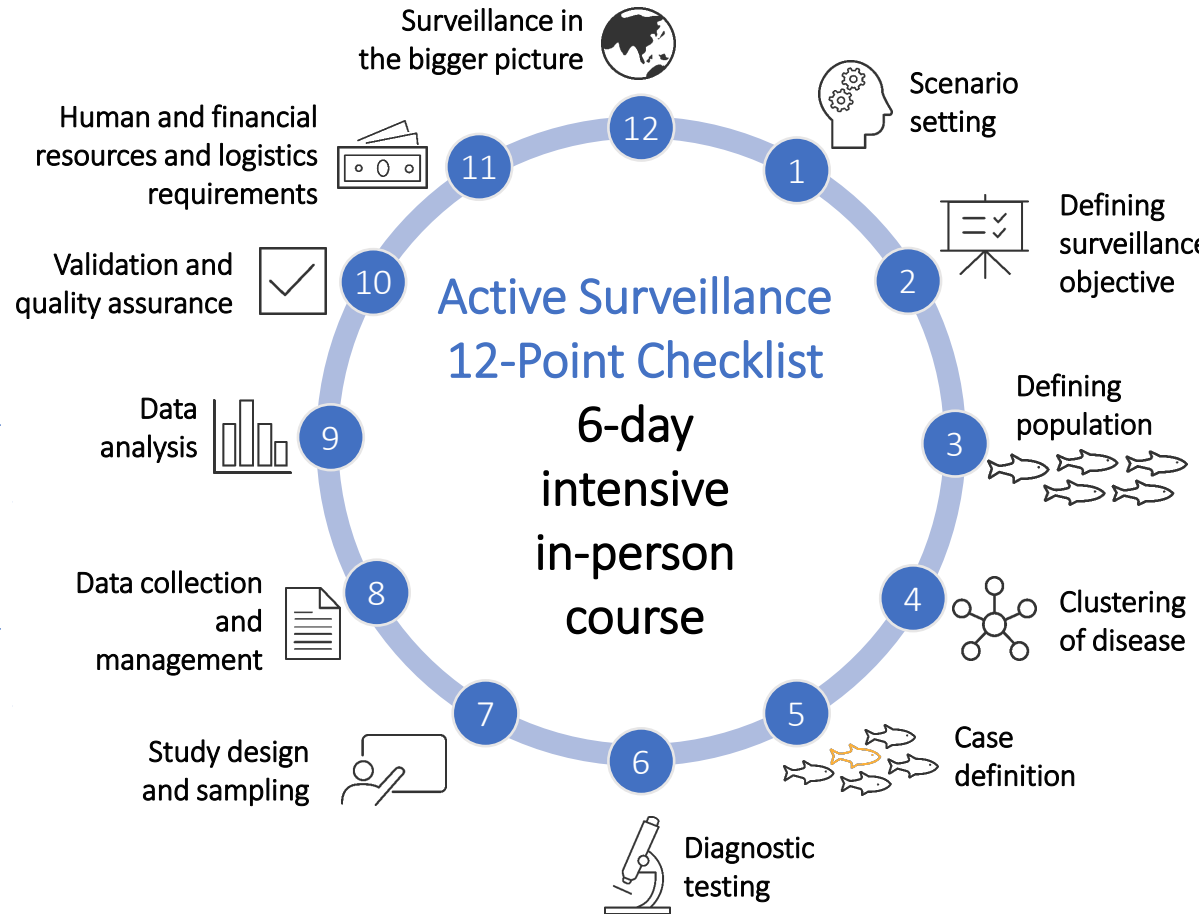 Surveillance in
the bigger picture
12
Scenario
setting
1
Defining
surveillance
objective
2
Defining
population
3
Clustering
of disease
4
Case
definition
5
Diagnostic
testing
6
Study design
and sampling
7
Data collection
and
management
8
Data
analysis
9
Validation and
quality assurance
10
Human and financial
resources and logistics
requirements
11
Active Surveillance
12-Point Checklist
6-day
intensive
in-person
course